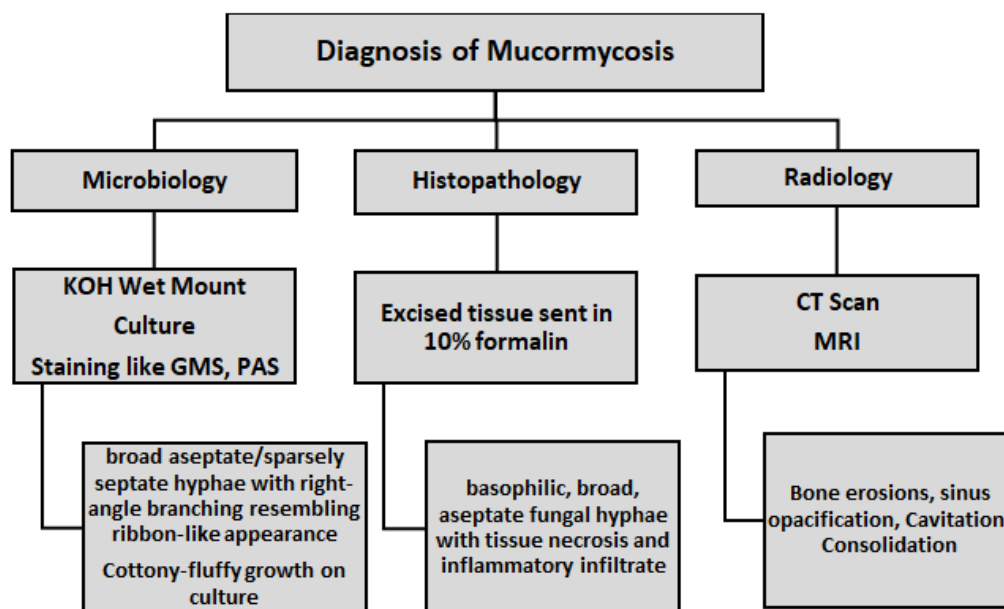 Diagnosis of Mucormycosis
Microbiology
Histopathology
Radiology
KOH Wet Mount
Culture
Staining like GMS, PAS
Excised tissue sent in
10% formalin
CT Scan
MRI
broad aseptate/sparsely
septate hyphae with right-
angle branching resembling
ribbon-like appearance
Cottony-fluffy growth on
culture
basophilic, broad,
aseptate fungal hyphae
with tissue necrosis and
inflammatory infiltrate
Bone erosions, sinus
opacification, Cavitation,
Consolidation